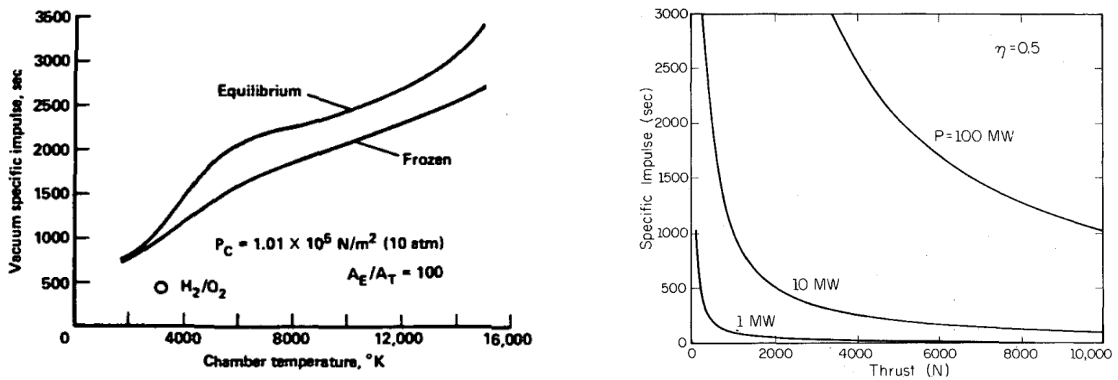 3500
3000
2500
2000
1500
1000
500
0
4000
8000
12,000
16,000
Vacuum specific impulse, sec
Chamber temperature, °K
Equilibrium
Frozen
P_C = 1.01 X 10^6 N/m^2 (10 atm)
A_E/A_T = 100
H_2/O_2
3000
2500
2000
1500
1000
500
0
0
2000
4000
6000
8000
10,000
Specific Impulse (sec)
Thrust (N)
η=0.5
P=100 MW
10 MW
1 MW